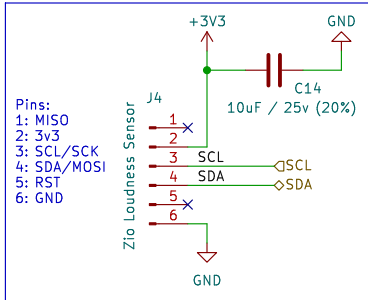 +3V3
GND
C14
10uF / 25v (20%)
Pins:
1: MISO
2: 3v3
3: SCL/SCK
4: SDA/MOSI
5: RST
6: GND
J4
Zio Loudness Sensor
1
2
3
4
5
6
SCL
SDA
SCL
SDA
GND